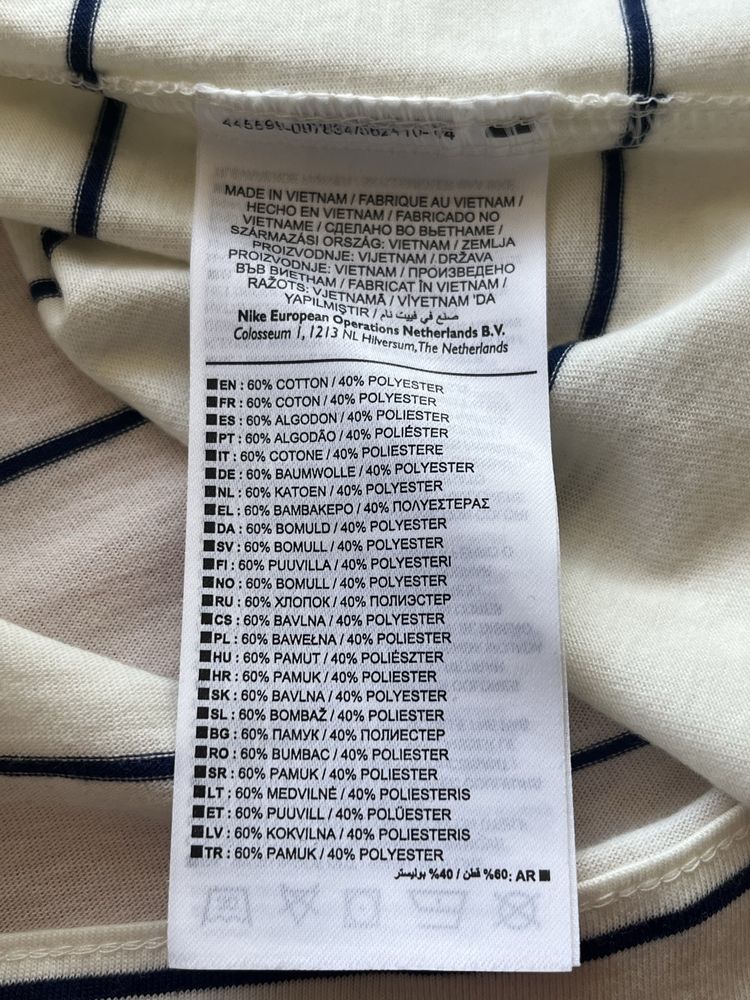 MADE IN VIETNAM / FABRIQUE AU VIETNAM /
HECHO EN VIETNAM / FABRICADO NO
VIETNAME / СДЕЛАНО ВО ВЬЕТНАМЕ /
SZÁRMAZÁSI ORSZÁG: VIETNAM / ZEMLJA
PROIZVODNJE: VIJETNAM / DRŽAVA
PROIZVODNJE: VIETNAM / ПРОИЗВЕДЕНО
ВЪВ ВИЕТНАМ / FABRICAT ÎN VIETNAM /
RAŽOTS: VJETNAMĀ / VİYETNAM 'DA
YAPILMIŞTIR / صنع في فييت نام
Nike European Operations Netherlands B.V.
Colosseum 1, 1213 NL Hilversum, The Netherlands
EN : 60% COTTON / 40% POLYESTER
FR : 60% COTON / 40% POLYESTER
ES : 60% ALGODON / 40% POLIESTER
PT : 60% ALGODÃO / 40% POLIÉSTER
IT : 60% COTONE / 40% POLIESTERE
DE : 60% BAUMWOLLE / 40% POLYESTER
NL : 60% KATOEN / 40% POLYESTER
EL : 60% ΒΑΜΒΑΚΕΡΟ / 40% ΠΟΛΥΕΣΤΕΡΑΣ
DA : 60% BOMULD / 40% POLYESTER
SV : 60% BOMULL / 40% POLYESTER
FI : 60% PUUVILLA / 40% POLYESTERI
NO : 60% BOMULL / 40% POLYESTER
RU : 60% ХЛОПОК / 40% ПОЛИЭСТЕР
CS : 60% BAVLNA / 40% POLYESTER
PL : 60% BAWEŁNA / 40% POLYESTER
HU : 60% PAMUT / 40% POLIÉSZTER
HR : 60% PAMUK / 40% POLIESTER
SK : 60% BAVLNA / 40% POLYESTER
SL : 60% BOMBAŽ / 40% POLIESTER
BG : 60% ПАМУК / 40% ПОЛИЕСТЕР
RO : 60% BUMBAC / 40% POLIESTER
SR : 60% PAMUK / 40% POLIESTER
LT : 60% MEDVILNĖ / 40% POLIESTERIS
ET : 60% PUUVILL / 40% POLÜESTER
LV : 60% KOKVILNA / 40% POLIESTERIS
TR : 60% PAMUK / 40% POLYESTER
AR :60% قطن / 40% بوليستر